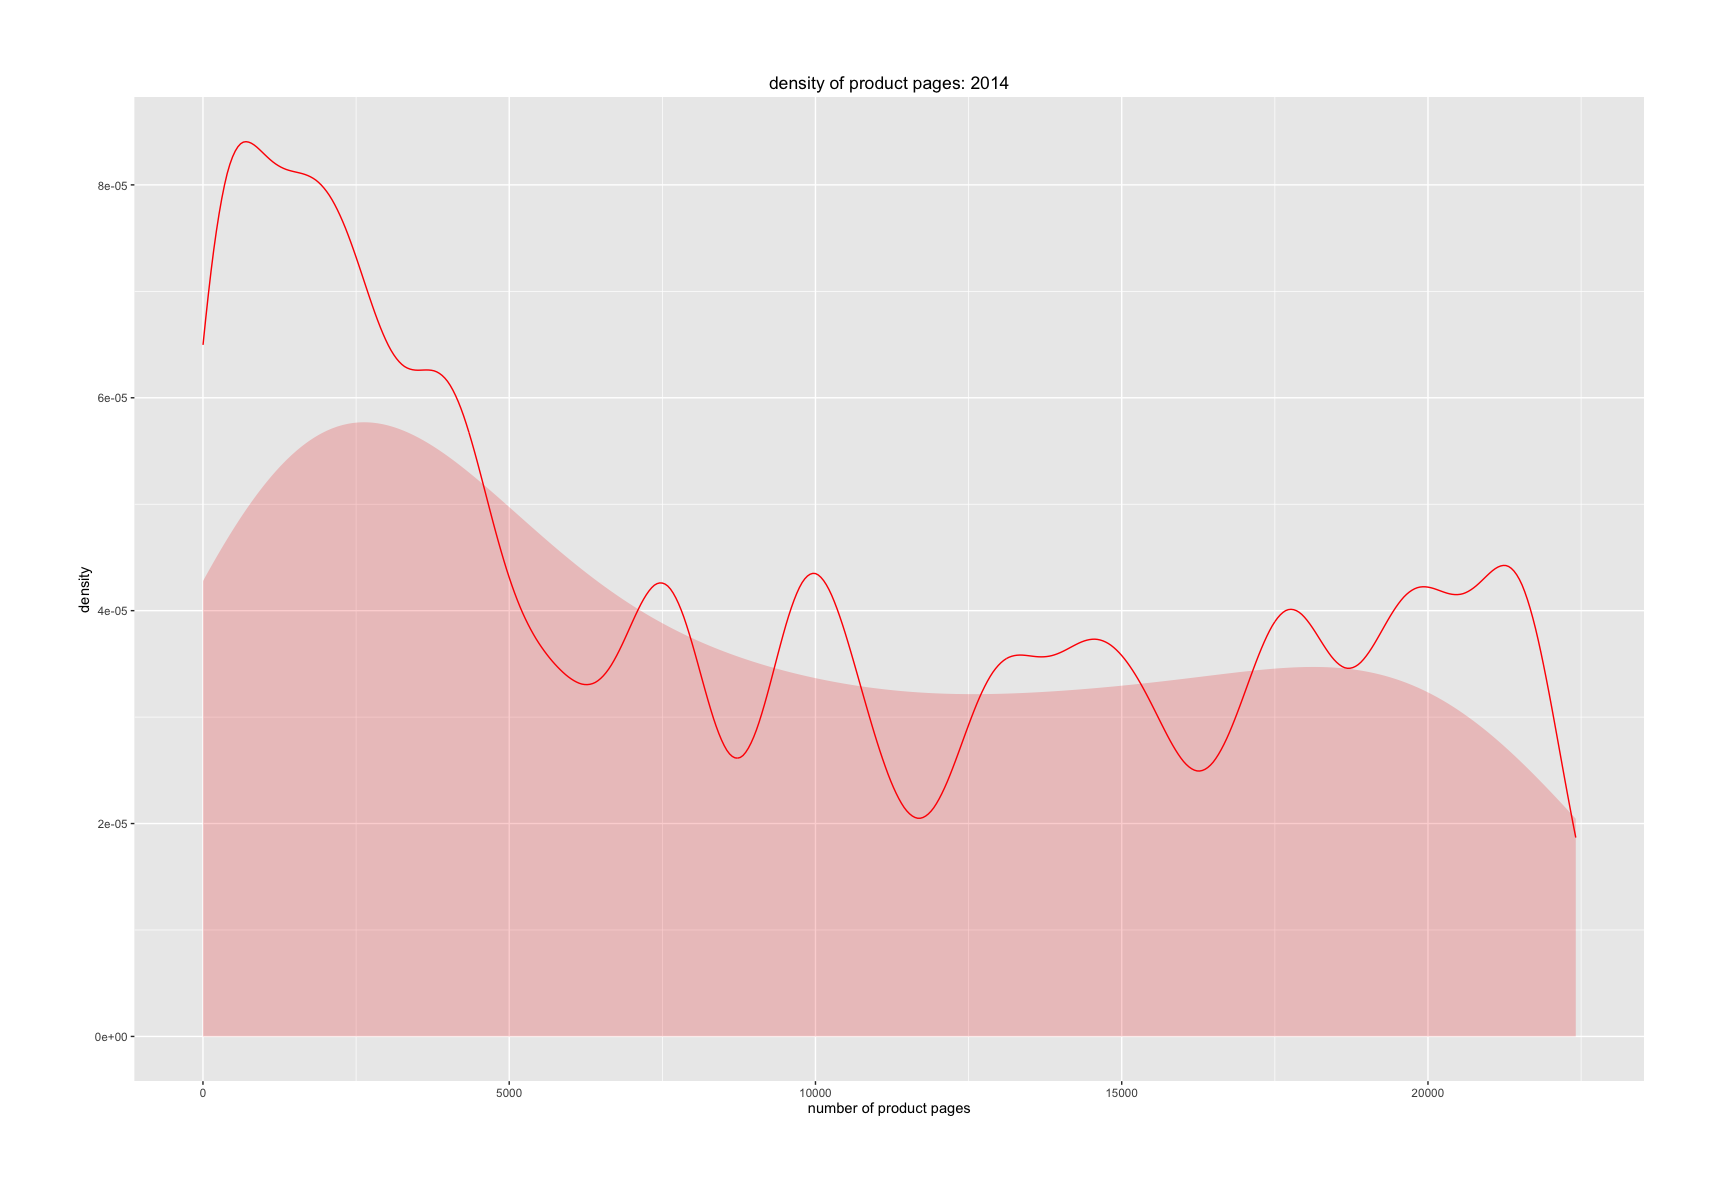 density of product pages: 2014
density
8e-05
6e-05
4e-05
2e-05
0e+00
0 5000 10000 15000 20000
number of product pages